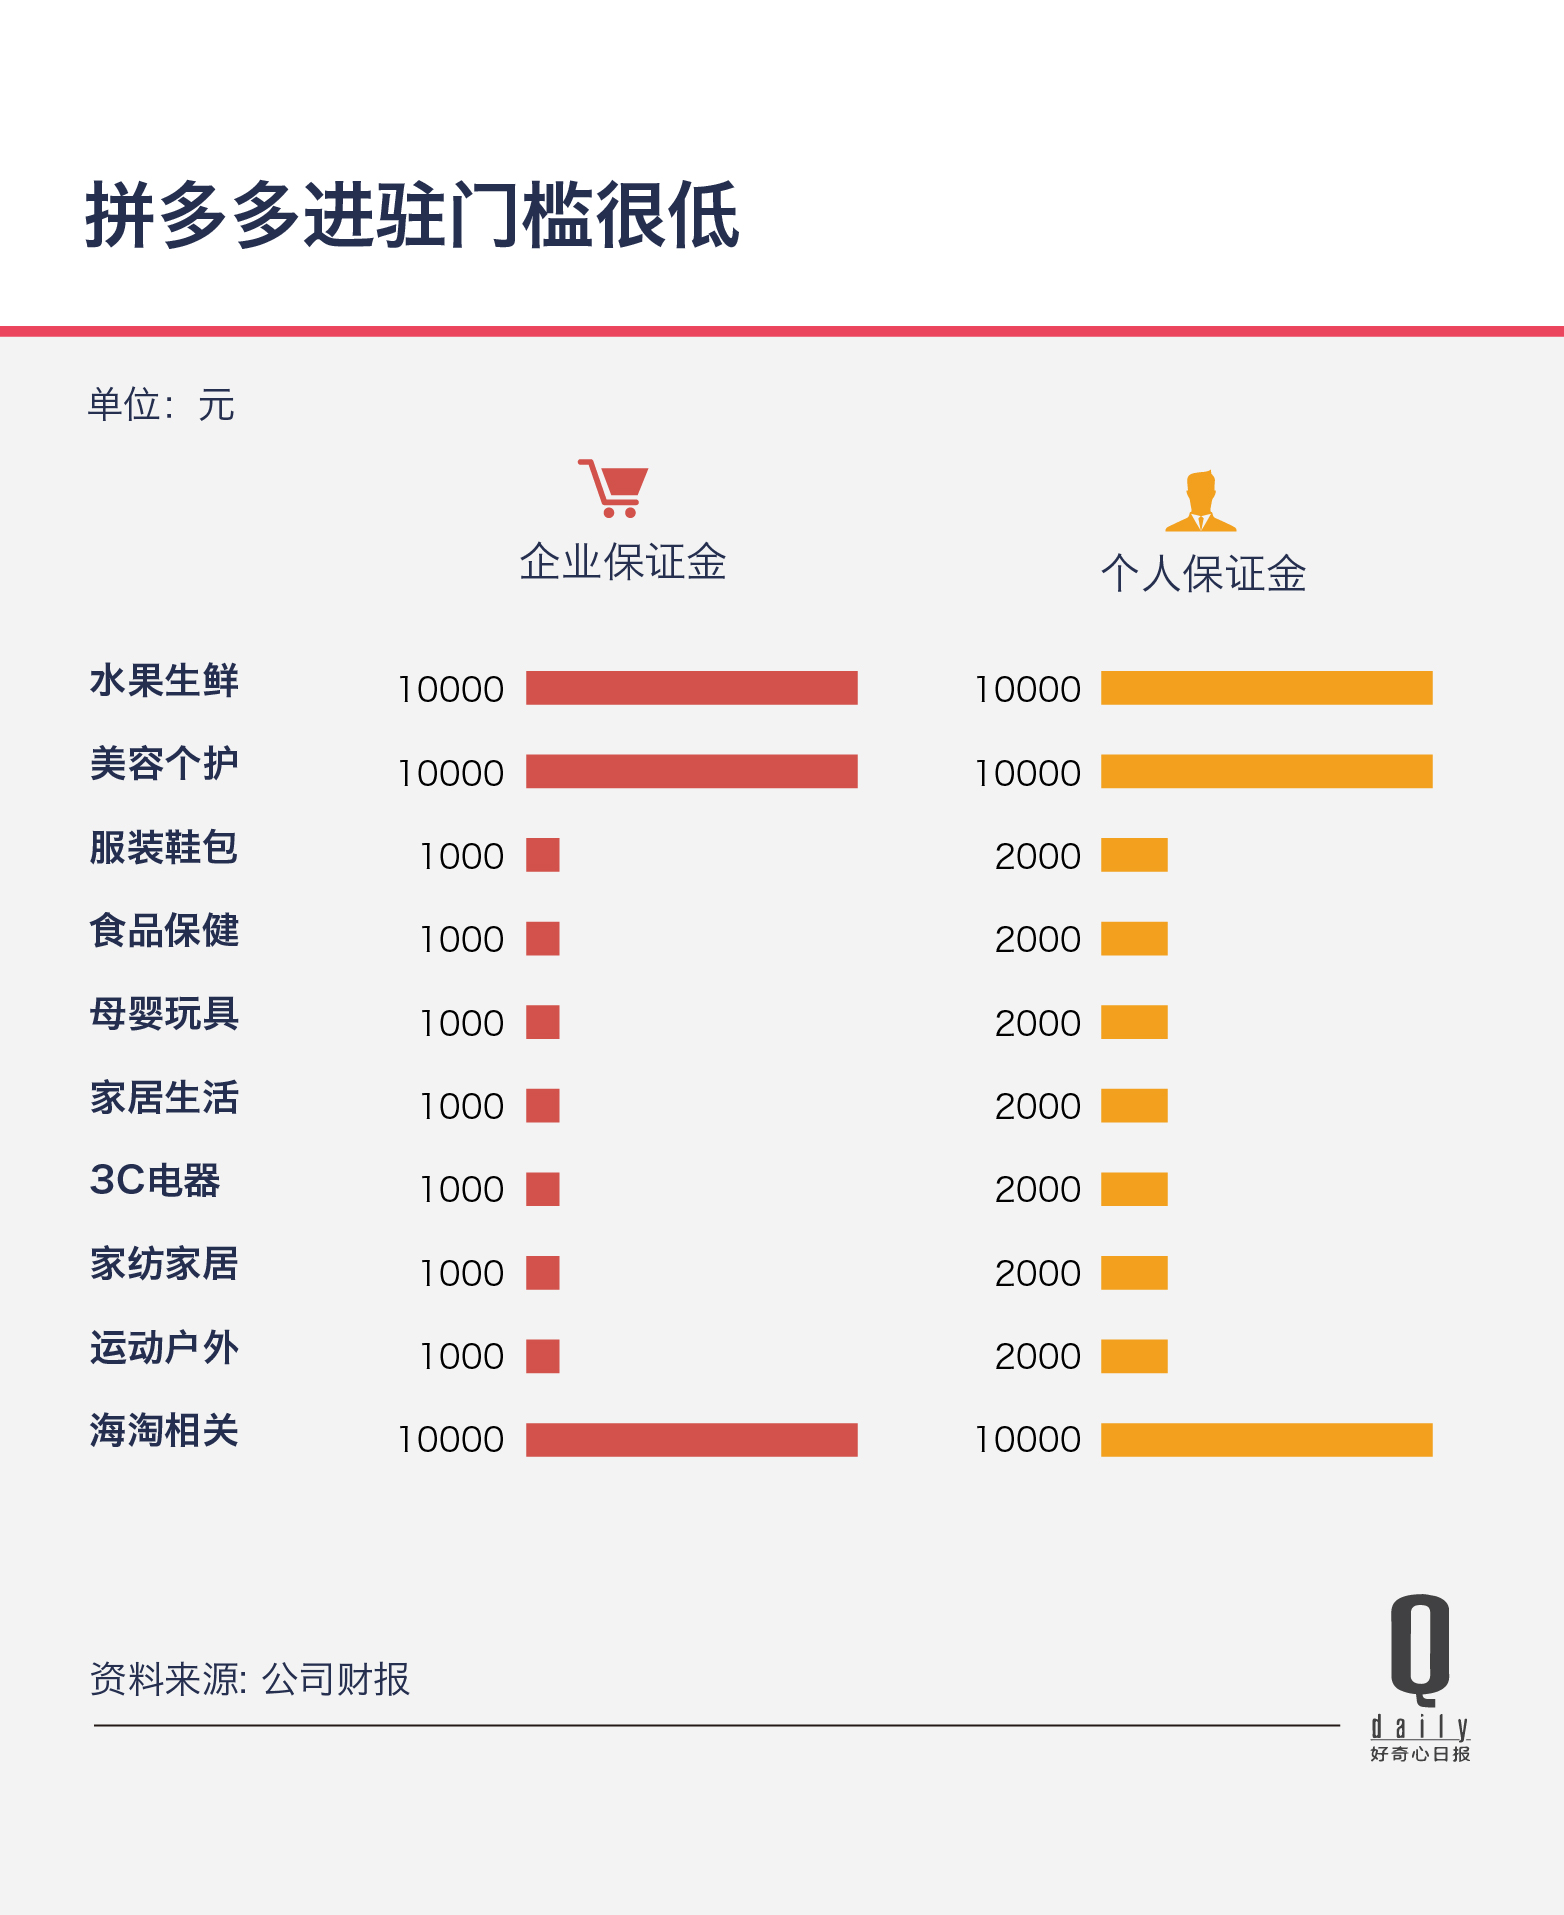 拼多多进驻门槛很低
单位：元
企业保证金 个人保证金
水果生鲜 10000 10000
美容个护 10000 10000
服装鞋包 1000 2000
食品保健 1000 2000
母婴玩具 1000 2000
家居生活 1000 2000
3C电器 1000 2000
家纺家居 1000 2000
运动户外 1000 2000
海淘相关 10000 10000
资料来源: 公司财报
Q
daily
好奇心日报